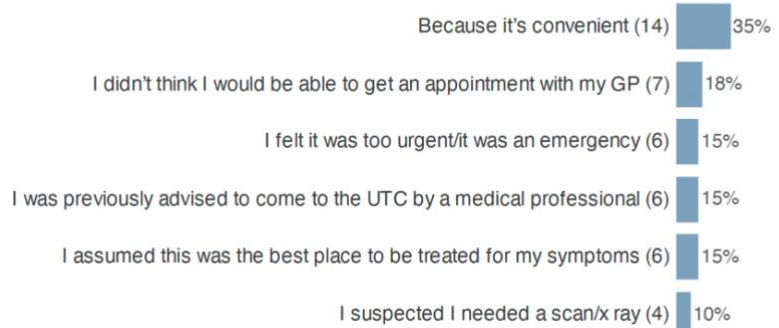 Because it's convenient (14) 35%
I didn't think I would be able to get an appointment with my GP (7) 18%
I felt it was too urgent/it was an emergency (6) 15%
I was previously advised to come to the UTC by a medical professional (6) 15%
I assumed this was the best place to be treated for my symptoms (6) 15%
I suspected I needed a scan/x ray (4) 10%